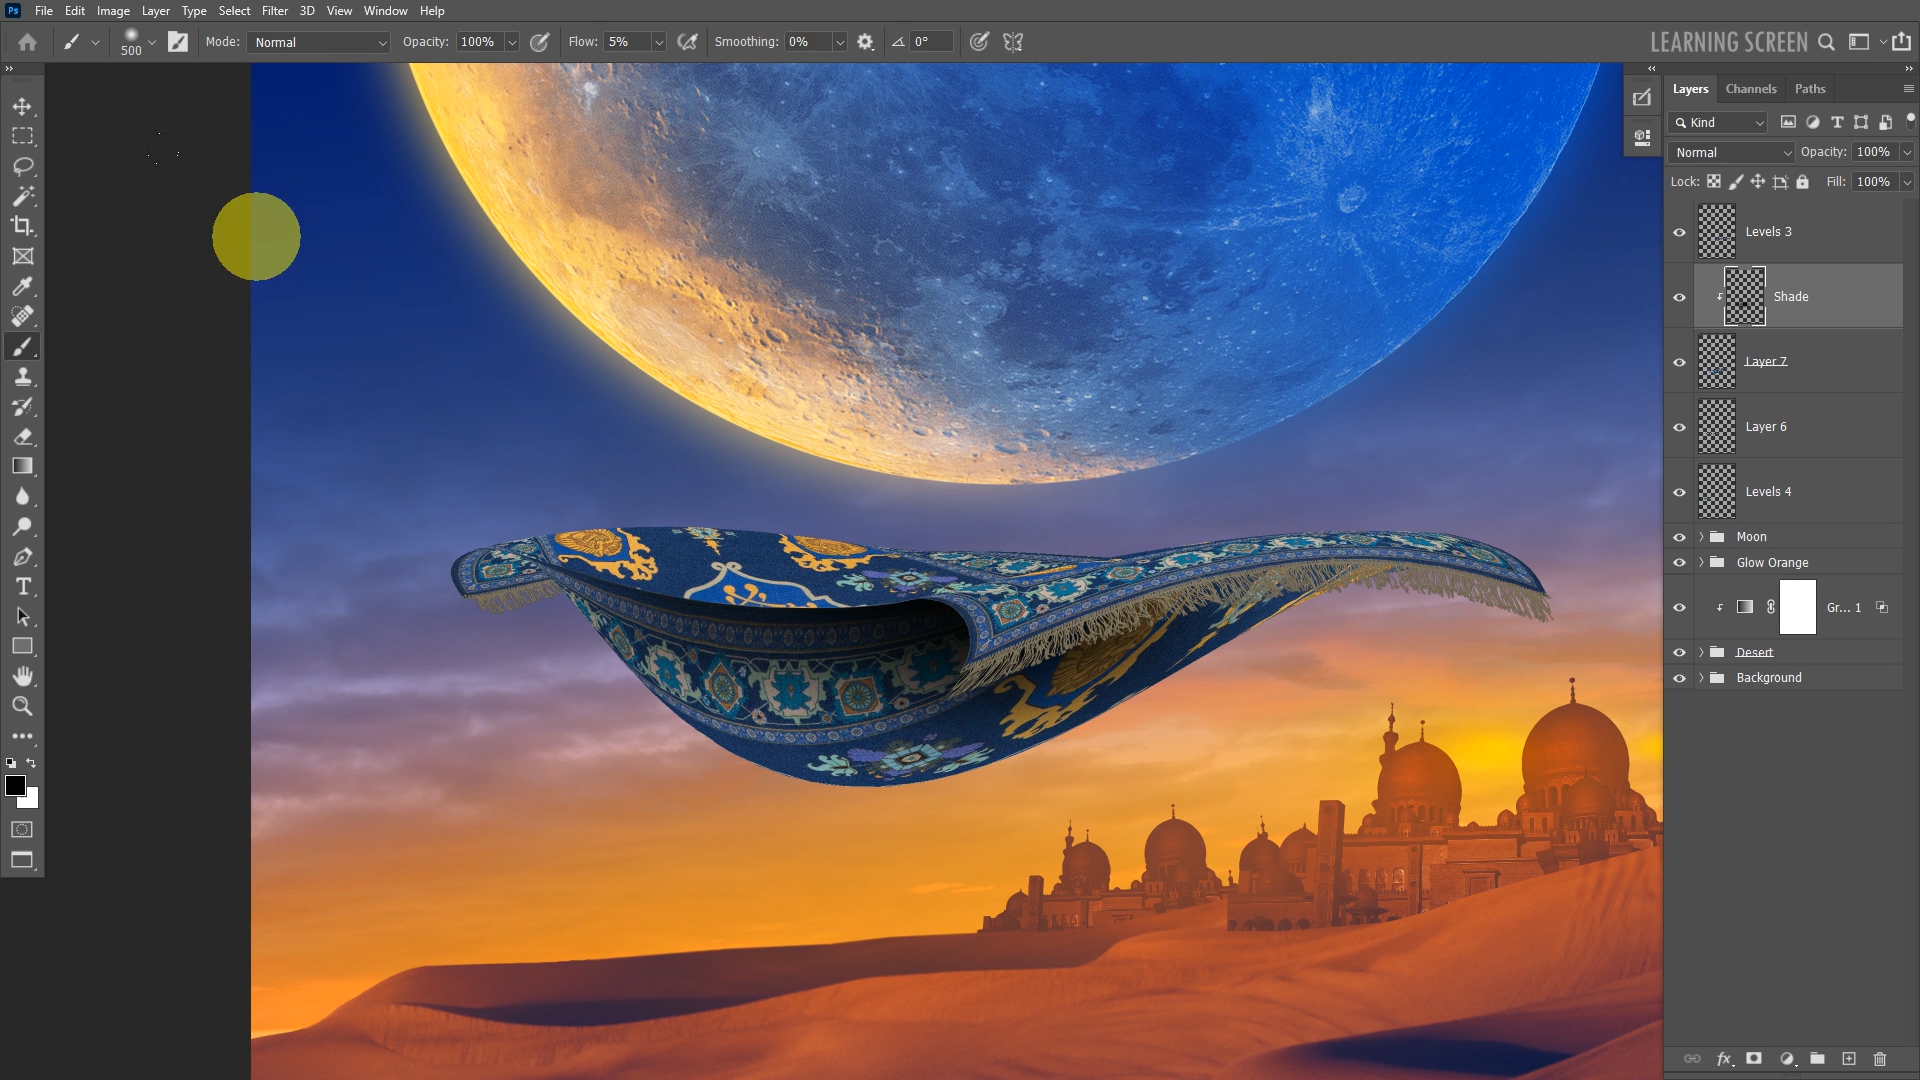 Ps File Edit Image Layer Type Select Filter 3D View Window Help
500 Mode: Normal Opacity: 100% Flow: 5% Smoothing: 0% 0° LEARNING SCREEN
Layers Channels Paths
Kind
Normal Opacity: 100%
Lock: Fill: 100%
Levels 3
Shade
Layer 7
Layer 6
Levels 4
Moon
Glow Orange
Gr... 1
Desert
Background
fx